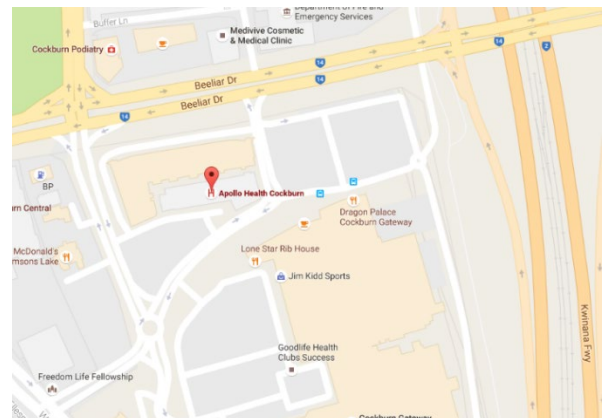 Buffer Ln
Department of Fire and
Emergency Services
Medivive Cosmetic
& Medical Clinic
Cockburn Podiatry
14
2
Beeliar Dr
14
Beeliar Dr
14
14
BP
Apollo Health Cockburn
rn Central
Dragon Palace
Cockburn Gateway
McDonald's
msons Lake
Lone Star Rib House
Jim Kidd Sports
Kwinana Fwy
Goodlife Health
Clubs Success
Freedom Life Fellowship
Cockburn Gateway